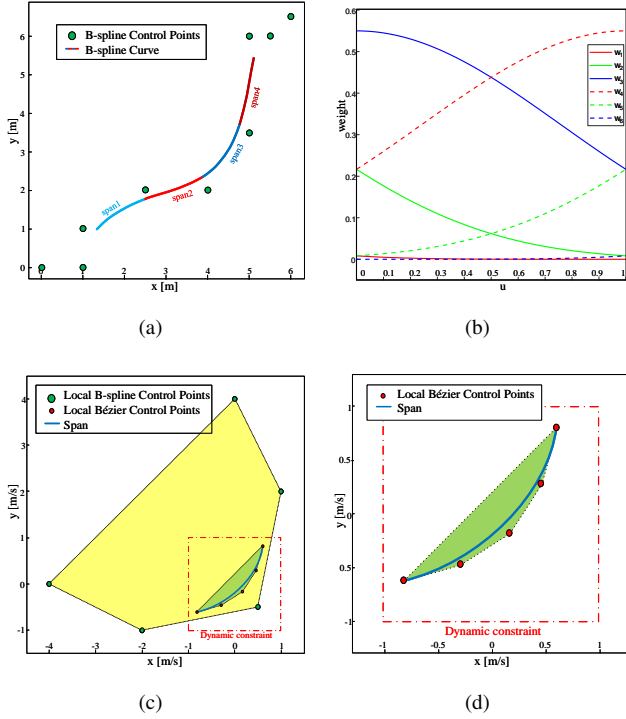 B-spline Control Points
B-spline Curve
6
5
4
3
2
1
0
y [m]
span1
span2
span3
span4
0
1
2
3
4
5
6
x [m]
(a)
0.6
0.5
0.4
0.3
0.2
0.1
0
weight
w₁
w₂
w₃
w₄
w₅
w₆
0 0.1 0.2 0.3 0.4 0.5 0.6 0.7 0.8 0.9 1.0
u
(b)
Local B-spline Control Points
Local Bézier Control Points
Span
4
3
2
1
0
-1
y [m/s]
Dynamic constraint
-4 -3 -2 -1 0 1
x [m/s]
(c)
Local Bézier Control Points
Span
1
0.5
0
0.5
-1
y [m/s]
Dynamic constraint
-1 0 0.5 1
x [m/s]
(d)